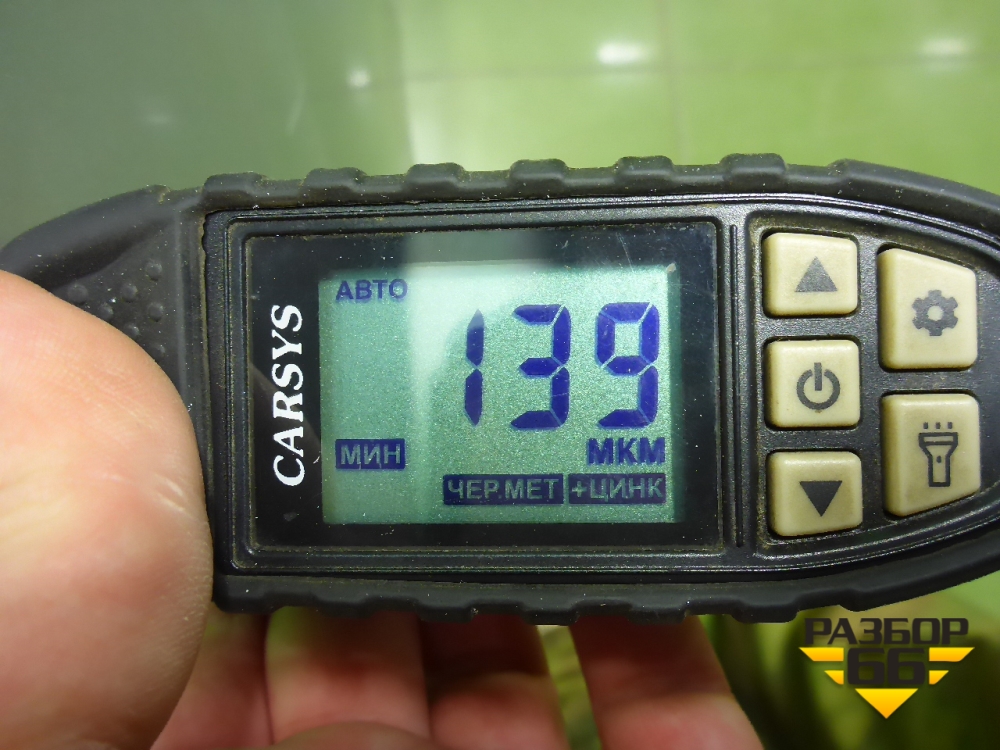 CARSYS
АВТО
139
МИН
МКМ
ЧЕР.МЕТ +ЦИНК
РАЗБОР
66